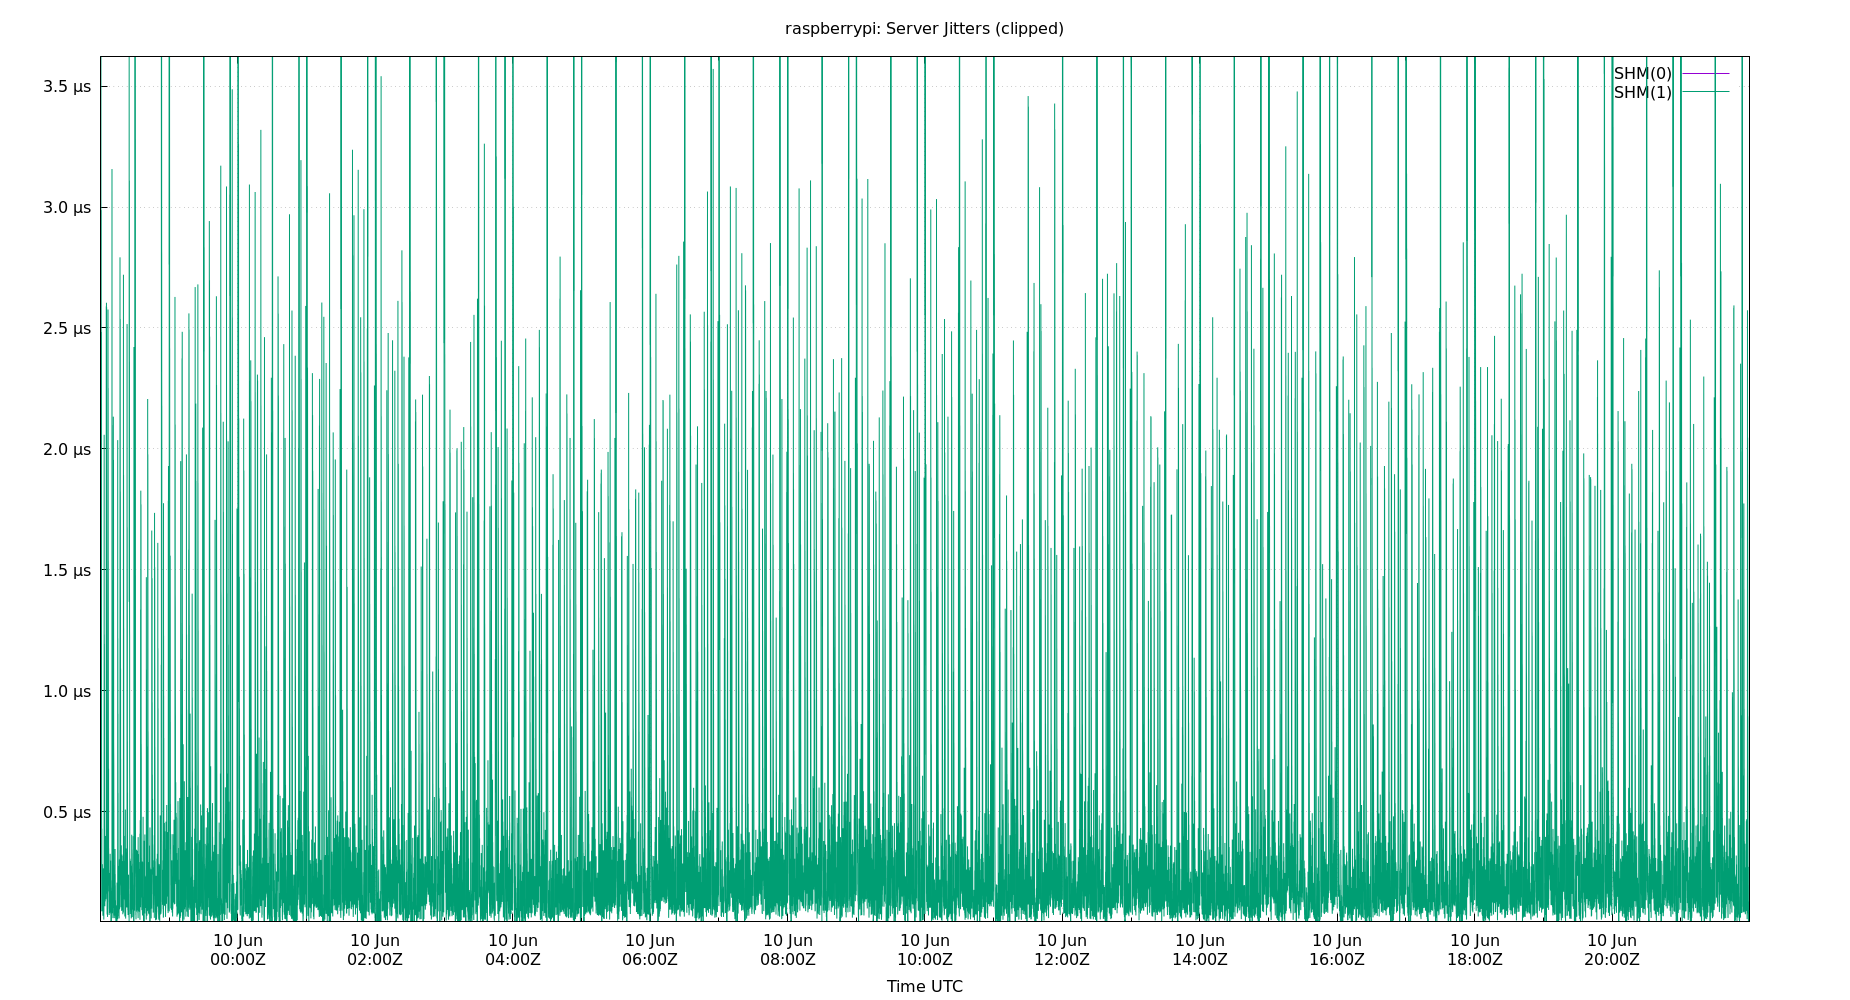 raspberrypi: Server Jitters (clipped)
SHM(0)
SHM(1)
3.5 µs
3.0 µs
2.5 µs
2.0 µs
1.5 µs
1.0 µs
0.5 µs
10 Jun 10 Jun 10 Jun 10 Jun 10 Jun 10 Jun 10 Jun 10 Jun 10 Jun 10 Jun 10 Jun
00:00Z 02:00Z 04:00Z 06:00Z 08:00Z 10:00Z 12:00Z 14:00Z 16:00Z 18:00Z 20:00Z
Time UTC